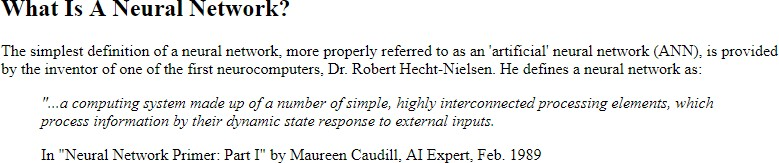 What Is A Neural Network?
The simplest definition of a neural network, more properly referred to as an 'artificial' neural network (ANN), is provided
by the inventor of one of the first neurocomputers, Dr. Robert Hecht-Nielsen. He defines a neural network as:
"...a computing system made up of a number of simple, highly interconnected processing elements, which
process information by their dynamic state response to external inputs.
In "Neural Network Primer: Part I" by Maureen Caudill, AI Expert, Feb. 1989